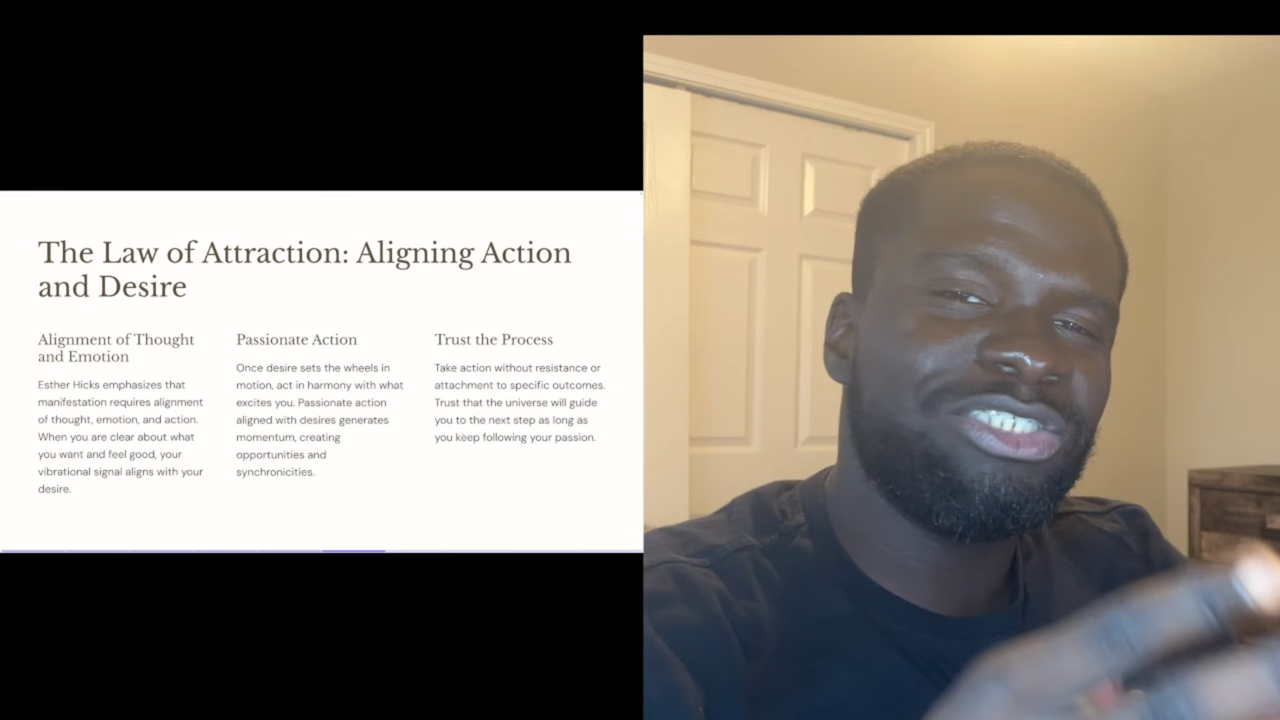 The Law of Attraction: Aligning Action
and Desire
Alignment of Thought
and Emotion
Esther Hicks emphasizes that
manifestation requires alignment
of thought, emotion, and action.
When you are clear about what
you want and feel good, your
vibrational signal aligns with your
desire.
Passionate Action
Once desire sets the wheels in
motion, act in harmony with what
excites you. Passionate action
aligned with desires generates
momentum, creating
opportunities and
synchronicities.
Trust the Process
Take action without resistance or
attachment to specific outcomes.
Trust that the universe will guide
you to the next step as long as
you keep following your passion.